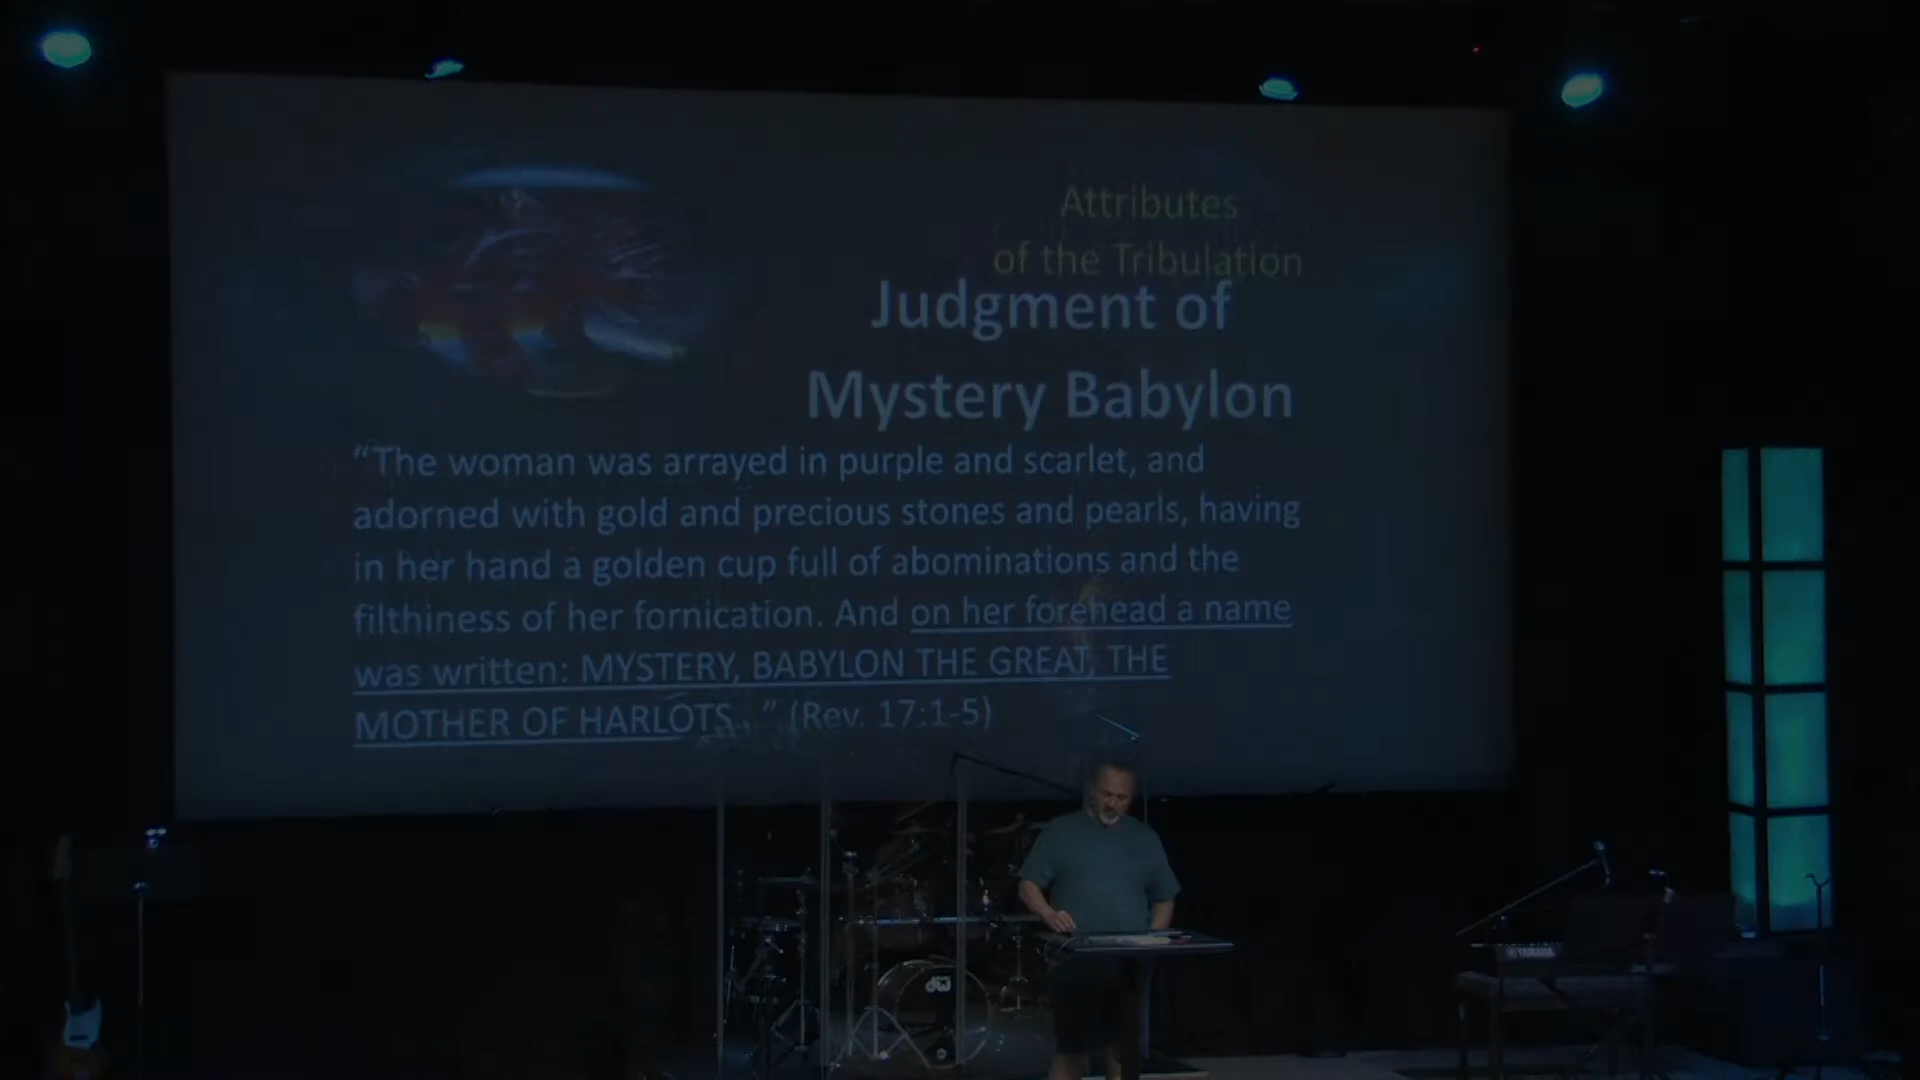 Attributes
of the Tribulation
Judgment of
Mystery Babylon
“The woman was arrayed in purple and scarlet, and
adorned with gold and precious stones and pearls, having
in her hand a golden cup full of abominations and the
filthiness of her fornication. And on her forehead a name
was written: MYSTERY, BABYLON THE GREAT, THE
MOTHER OF HARLOTS…” (Rev. 17:1-5)
dw
YAMAHA